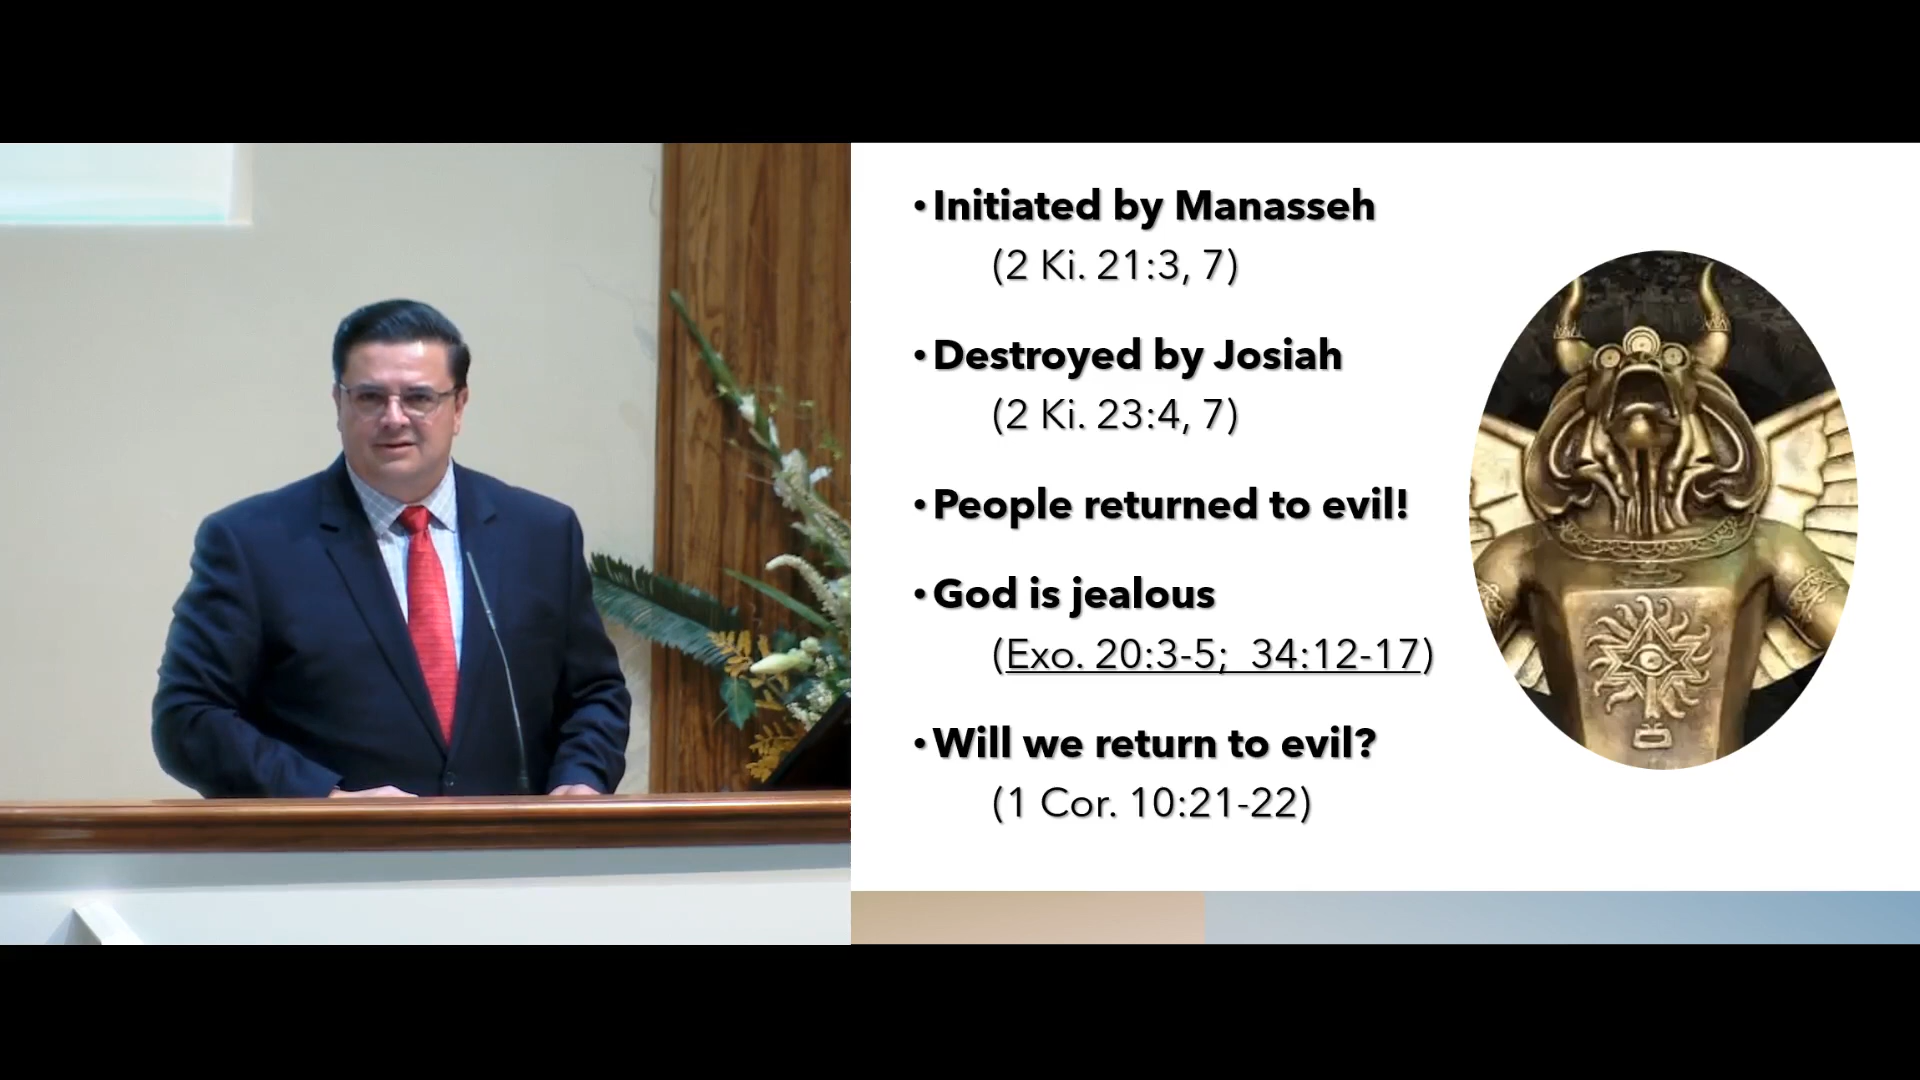 • Initiated by Manasseh
(2 Ki. 21:3, 7)
• Destroyed by Josiah
(2 Ki. 23:4, 7)
• People returned to evil!
• God is jealous
(Exo. 20:3-5;  34:12-17)
• Will we return to evil?
(1 Cor. 10:21-22)